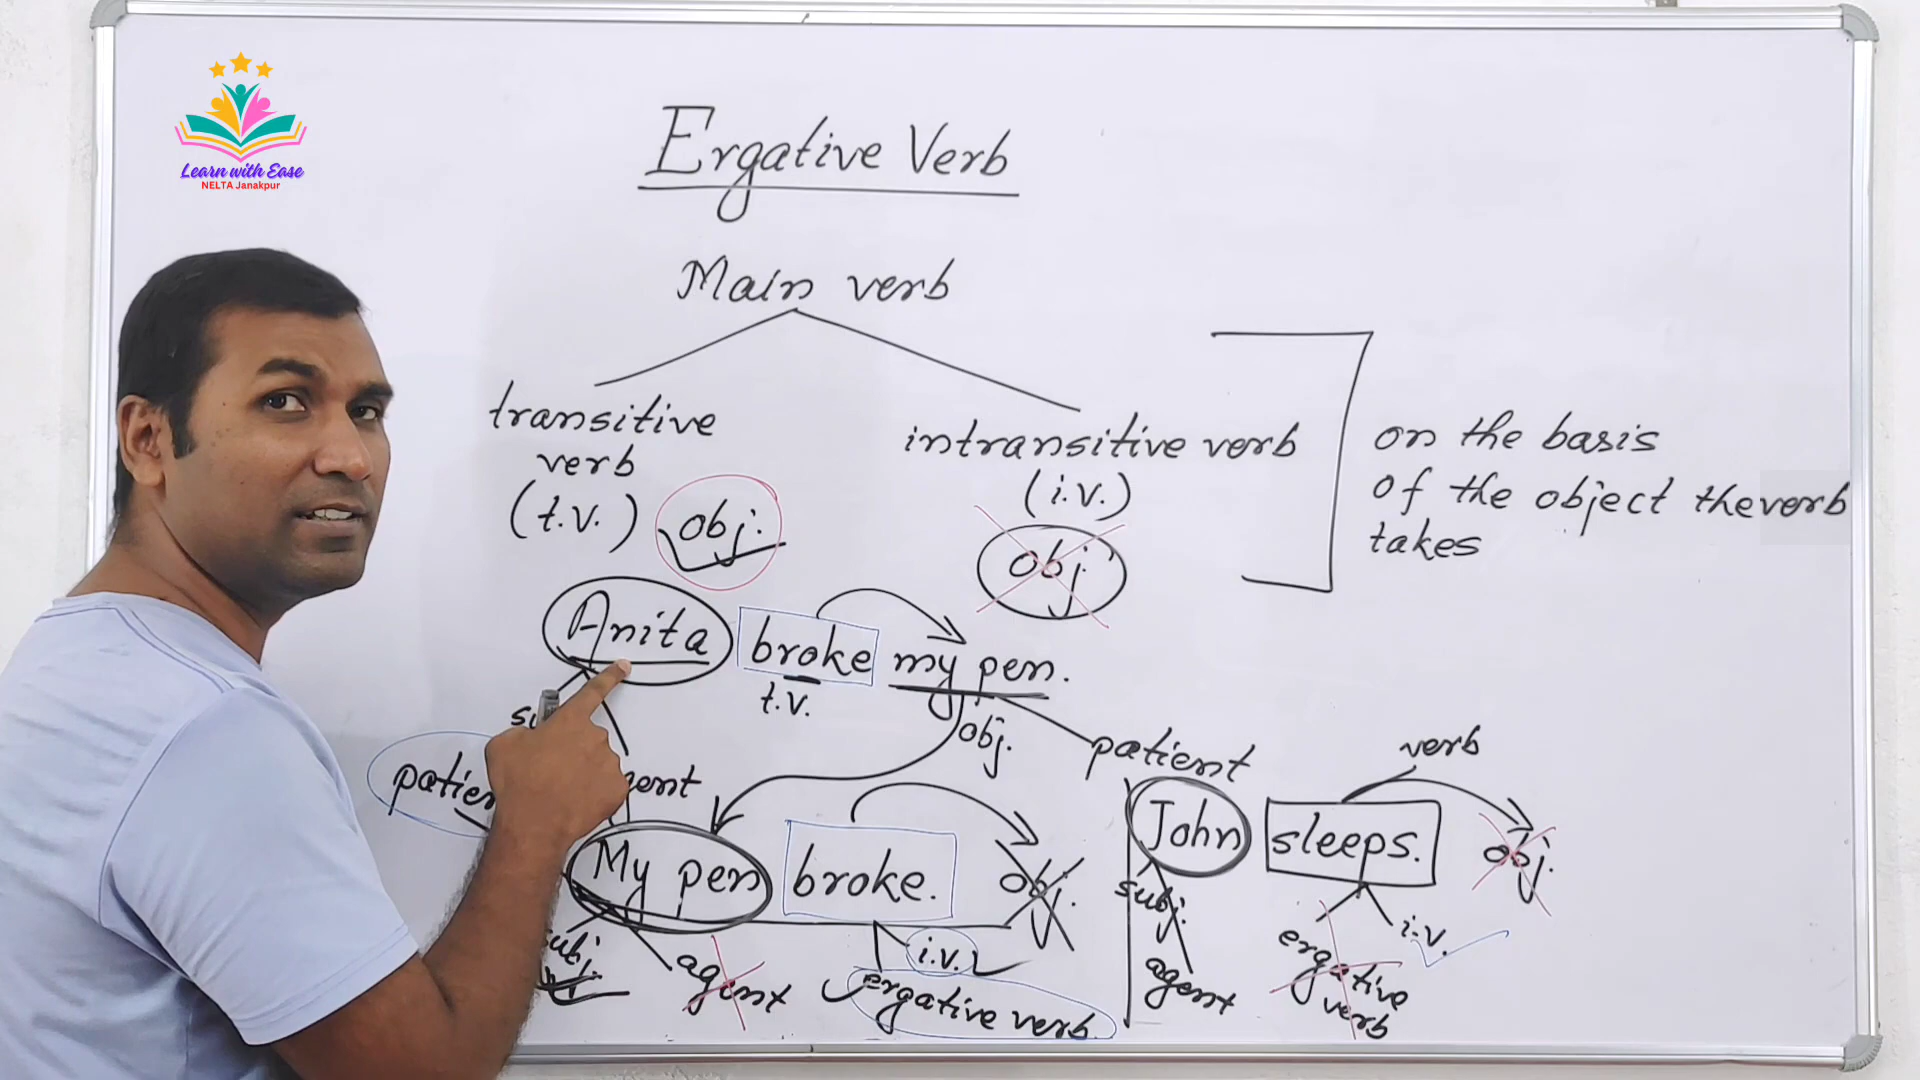 Learn with Ease
NELTA Janakpur
Ergative Verb
Main verb
transitive
verb
(t.v.)
obj.
intransitive verb
(i.v.)
obj.
on the basis
of the object the verb
takes
Anita broke my pen.
t.v.
obj.
patient
My pen broke.
obj.
subj.
agent
i.v.
ergative verb
John sleeps.
verb
obj.
subj.
agent
i.v.
ergative
verb